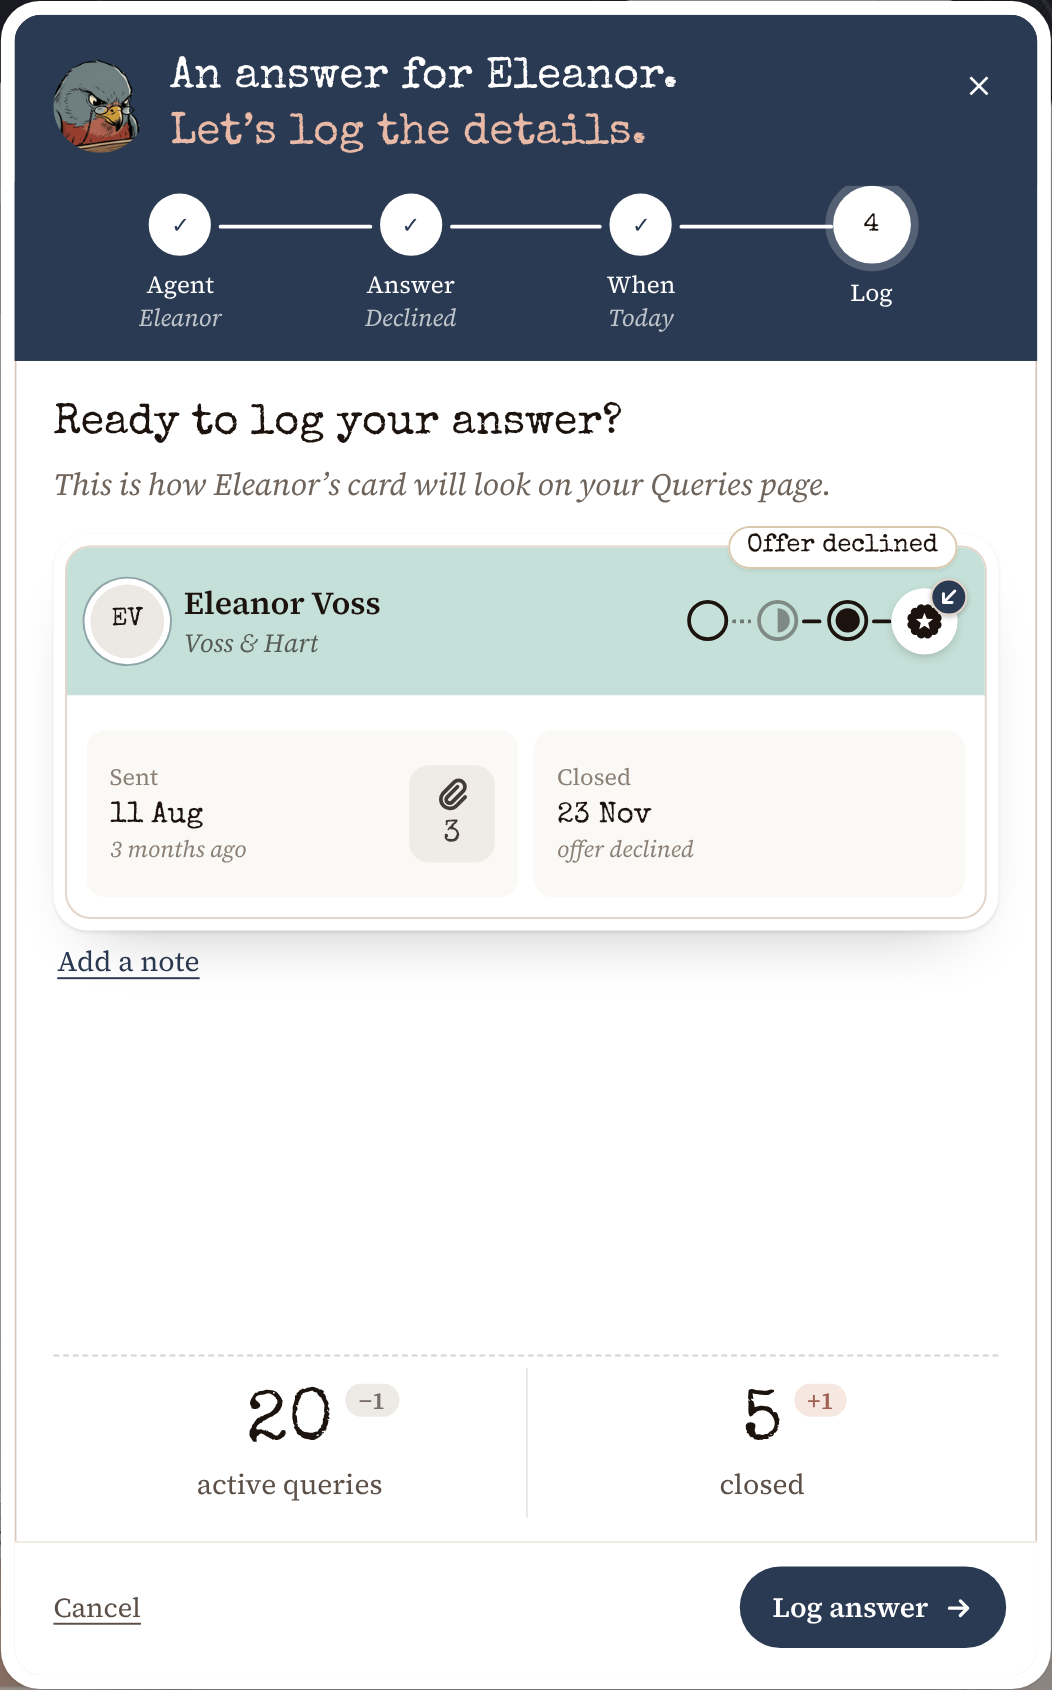 An answer for Eleanor.
Let's log the details.
✓ ✓ ✓ 4
Agent Answer When Log
Eleanor Declined Today
Ready to log your answer?
This is how Eleanor's card will look on your Queries page.
Offer declined
EV
Eleanor Voss
Voss & Hart
Sent
11 Aug
3 months ago
3
Closed
23 Nov
offer declined
Add a note
20 −1
active queries
5 +1
closed
Cancel
Log answer →